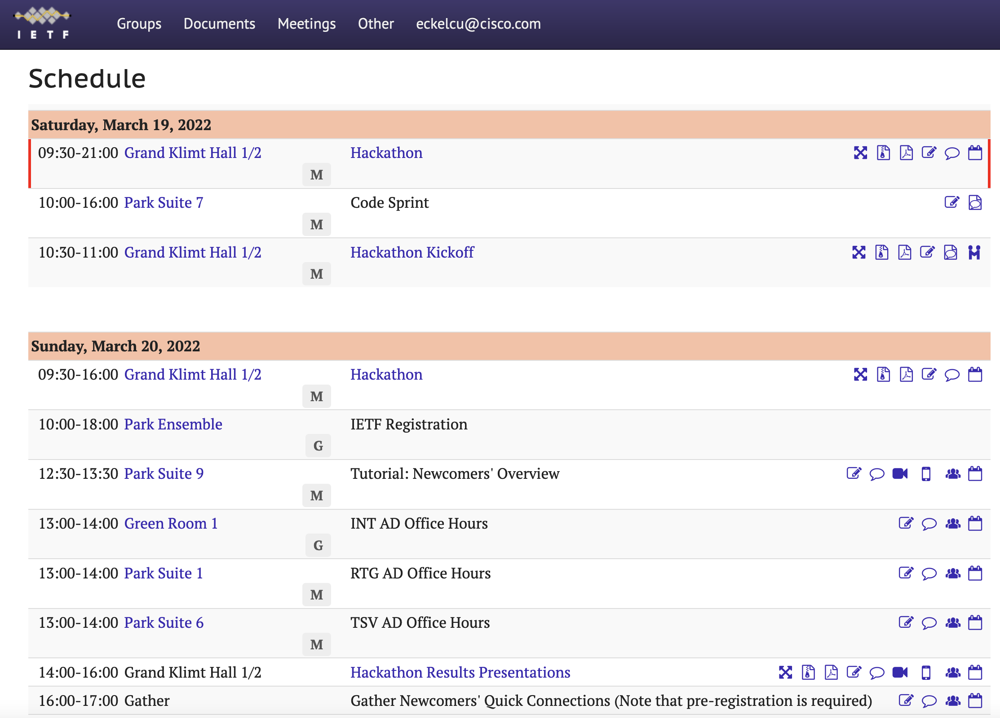 IETF
Groups Documents Meetings Other eckelcu@cisco.com
Schedule
Saturday, March 19, 2022
09:30-21:00 Grand Klimt Hall 1/2 Hackathon
M
10:00-16:00 Park Suite 7 Code Sprint
M
10:30-11:00 Grand Klimt Hall 1/2 Hackathon Kickoff
M
Sunday, March 20, 2022
09:30-16:00 Grand Klimt Hall 1/2 Hackathon
M
10:00-18:00 Park Ensemble IETF Registration
G
12:30-13:30 Park Suite 9 Tutorial: Newcomers' Overview
M
13:00-14:00 Green Room 1 INT AD Office Hours
G
13:00-14:00 Park Suite 1 RTG AD Office Hours
M
13:00-14:00 Park Suite 6 TSV AD Office Hours
M
14:00-16:00 Grand Klimt Hall 1/2 Hackathon Results Presentations
16:00-17:00 Gather Gather Newcomers' Quick Connections (Note that pre-registration is required)